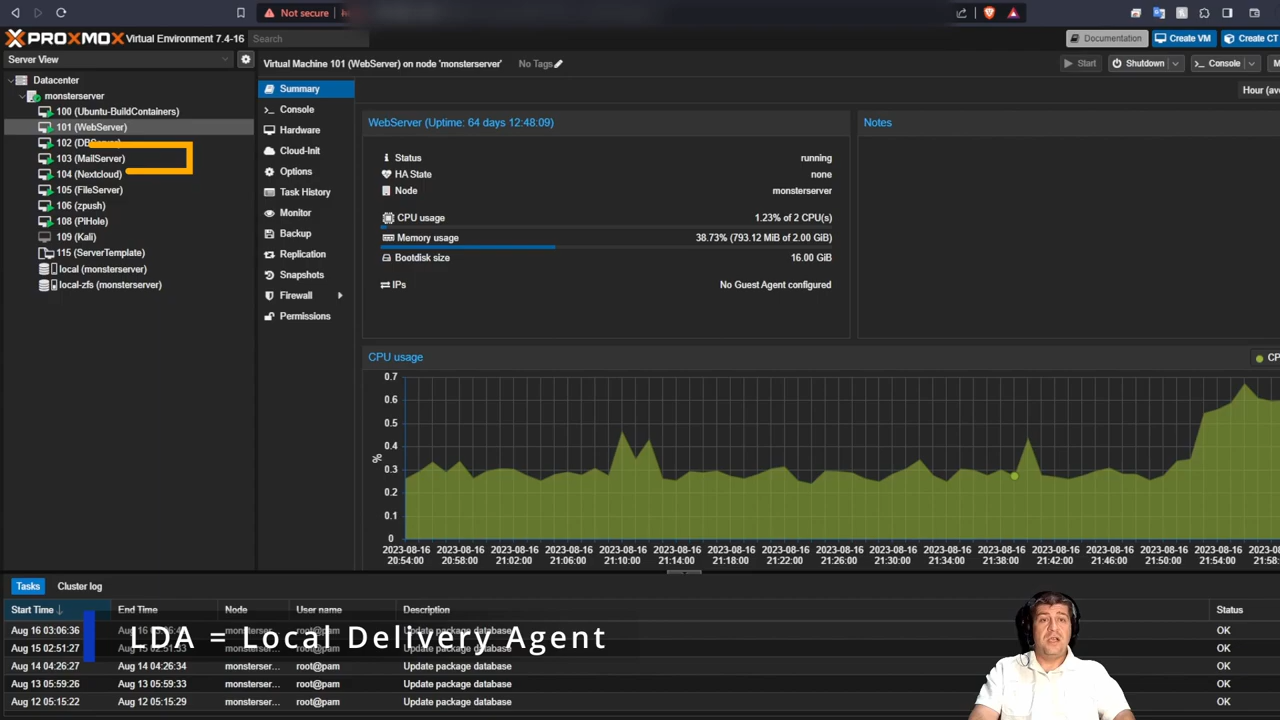 Not secure
PROXMOX Virtual Environment 7.4-16 Search
Documentation Create VM Create CT
Server View
Virtual Machine 101 (WebServer) on node 'monsterserver' No Tags
Start Shutdown Console
Hour (av
Datacenter
monsterserver
100 (Ubuntu-BuildContainers)
101 (WebServer)
103 (MailServer)
104 (Nextcloud)
105 (FileServer)
106 (zpush)
108 (PiHole)
109 (Kali)
115 (ServerTemplate)
local (monsterserver)
local-zfs (monsterserver)
Summary
Console
Hardware
Cloud-Init
Options
Task History
Monitor
Backup
Replication
Snapshots
Firewall
Permissions
WebServer (Uptime: 64 days 12:48:09)
Status running
HA State none
Node monsterserver
CPU usage 1.23% of 2 CPU(s)
Memory usage 38.73% (793.12 MiB of 2.00 GiB)
Bootdisk size 16.00 GiB
IPs No Guest Agent configured
Notes
CPU usage
CP
0.7
0.6
0.5
0.4
0.3
0.2
0.1
0
%
2023-08-16 2023-08-16 2023-08-16 2023-08-16 2023-08-16 2023-08-16 2023-08-16 2023-08-16 2023-08-16 2023-08-16 2023-08-16 2023-08-16 2023-08-16 2023-08-16 2023-08-16 2023-08-16 2023-08-
20:54:00 20:58:00 21:02:00 21:06:00 21:10:00 21:14:00 21:18:00 21:22:00 21:26:00 21:30:00 21:34:00 21:38:00 21:42:00 21:46:00 21:50:00 21:54:00 21:58:
Tasks Cluster log
Start Time End Time Node User name Description Status
Aug 16 03:06:36 Update package database OK
LDA = Local Delivery Agent
Aug 15 02:51:27 Update package database OK
Aug 14 04:26:27 Aug 14 04:26:34 monsterser... root@pam Update package database OK
Aug 13 05:59:26 Aug 13 05:59:33 monsterser... root@pam Update package database OK
Aug 12 05:15:22 Aug 12 05:15:29 monsterser... root@pam Update package database OK